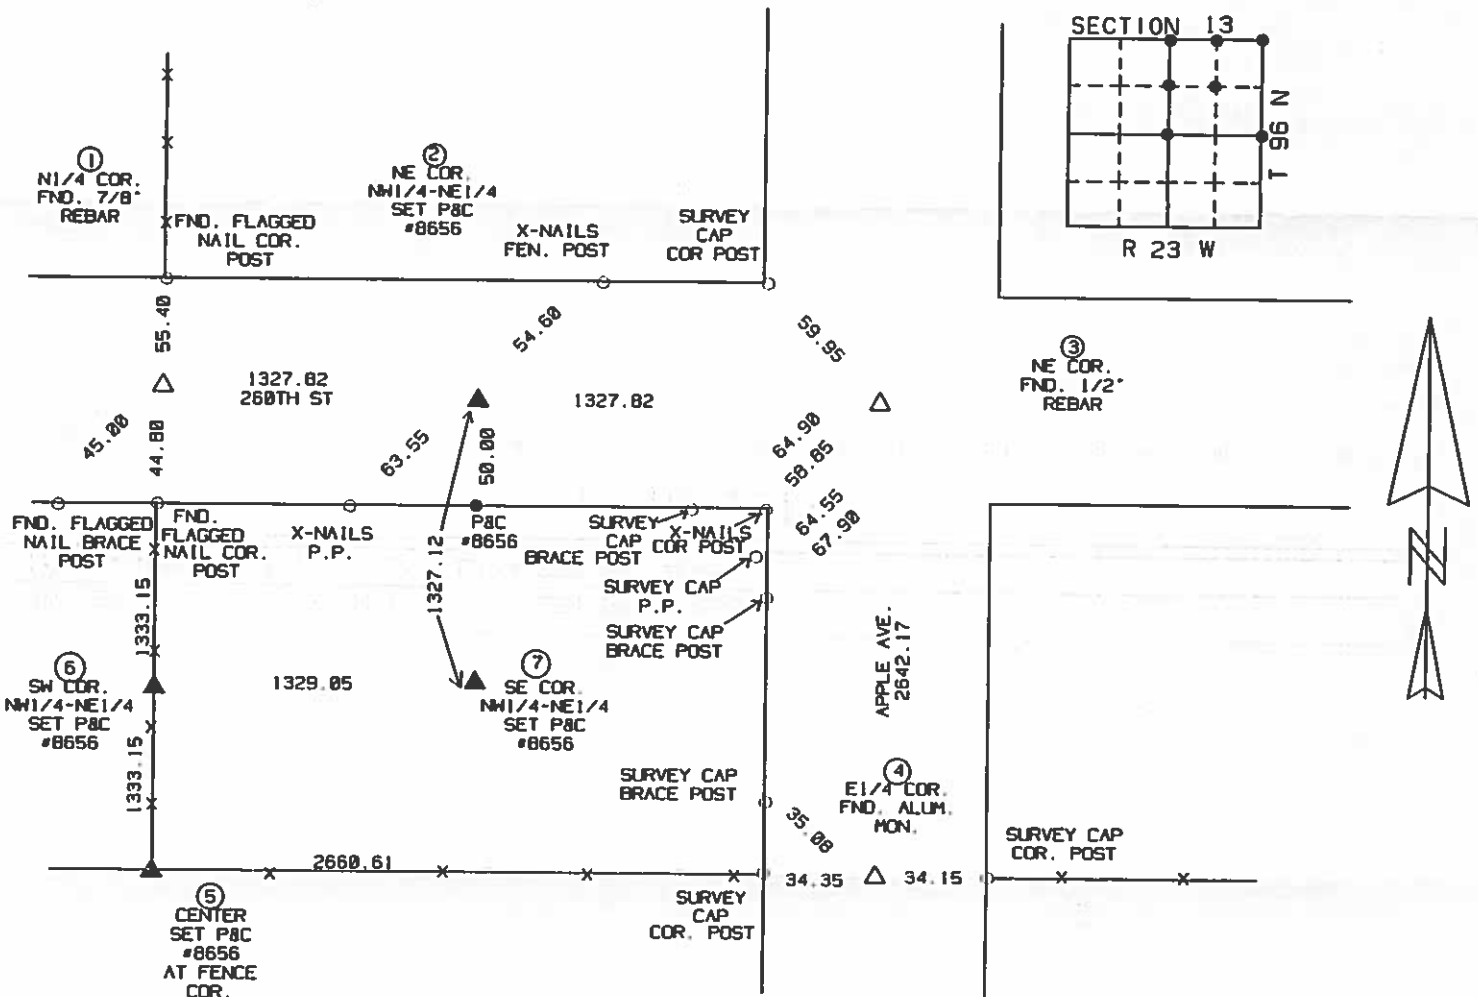 SECTION 13
T 96 N
R 23 W
1
N1/4 COR.
FND. 7/8"
REBAR
FND. FLAGGED
NAIL COR.
POST
2
NE COR.
NW1/4-NE1/4
SET P&C
#8656
X-NAILS
FEN. POST
SURVEY
CAP
COR POST
55.40
54.60
59.95
3
NE COR.
FND. 1/2"
REBAR
1327.82
260TH ST
1327.82
45.00
44.80
63.55
50.00
64.90
58.85
64.55
67.90
FND. FLAGGED
NAIL BRACE
POST
FND.
FLAGGED
NAIL COR.
POST
X-NAILS
P.P.
P&C
#8656
SURVEY
CAP
BRACE POST
X-NAILS
COR POST
SURVEY CAP
P.P.
SURVEY CAP
BRACE POST
1327.12
1333.15
APPLE AVE.
2642.17
6
SW COR.
NW1/4-NE1/4
SET P&C
#8656
1329.05
7
SE COR.
NW1/4-NE1/4
SET P&C
#8656
1333.15
SURVEY CAP
BRACE POST
4
E1/4 COR.
FND. ALUM.
MON.
35.08
SURVEY CAP
COR. POST
2660.61
34.35
34.15
5
CENTER
SET P&C
#8656
AT FENCE
COR.
SURVEY
CAP
COR. POST
N